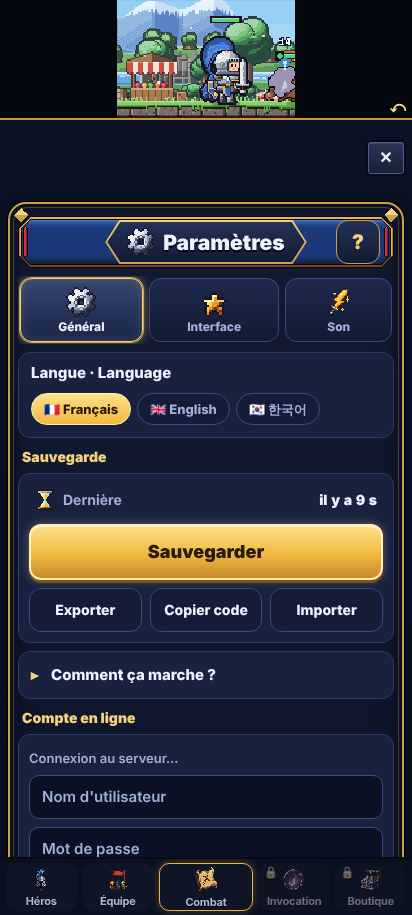 ×
Paramètres
?
Général
Interface
Son
Langue · Language
🇫🇷 Français
🇬🇧 English
🇰🇷 한국어
Sauvegarde
Dernière
il y a 9 s
Sauvegarder
Exporter
Copier code
Importer
► Comment ça marche ?
Compte en ligne
Connexion au serveur...
Nom d'utilisateur
Mot de passe
Héros
Équipe
Combat
Invocation
Boutique